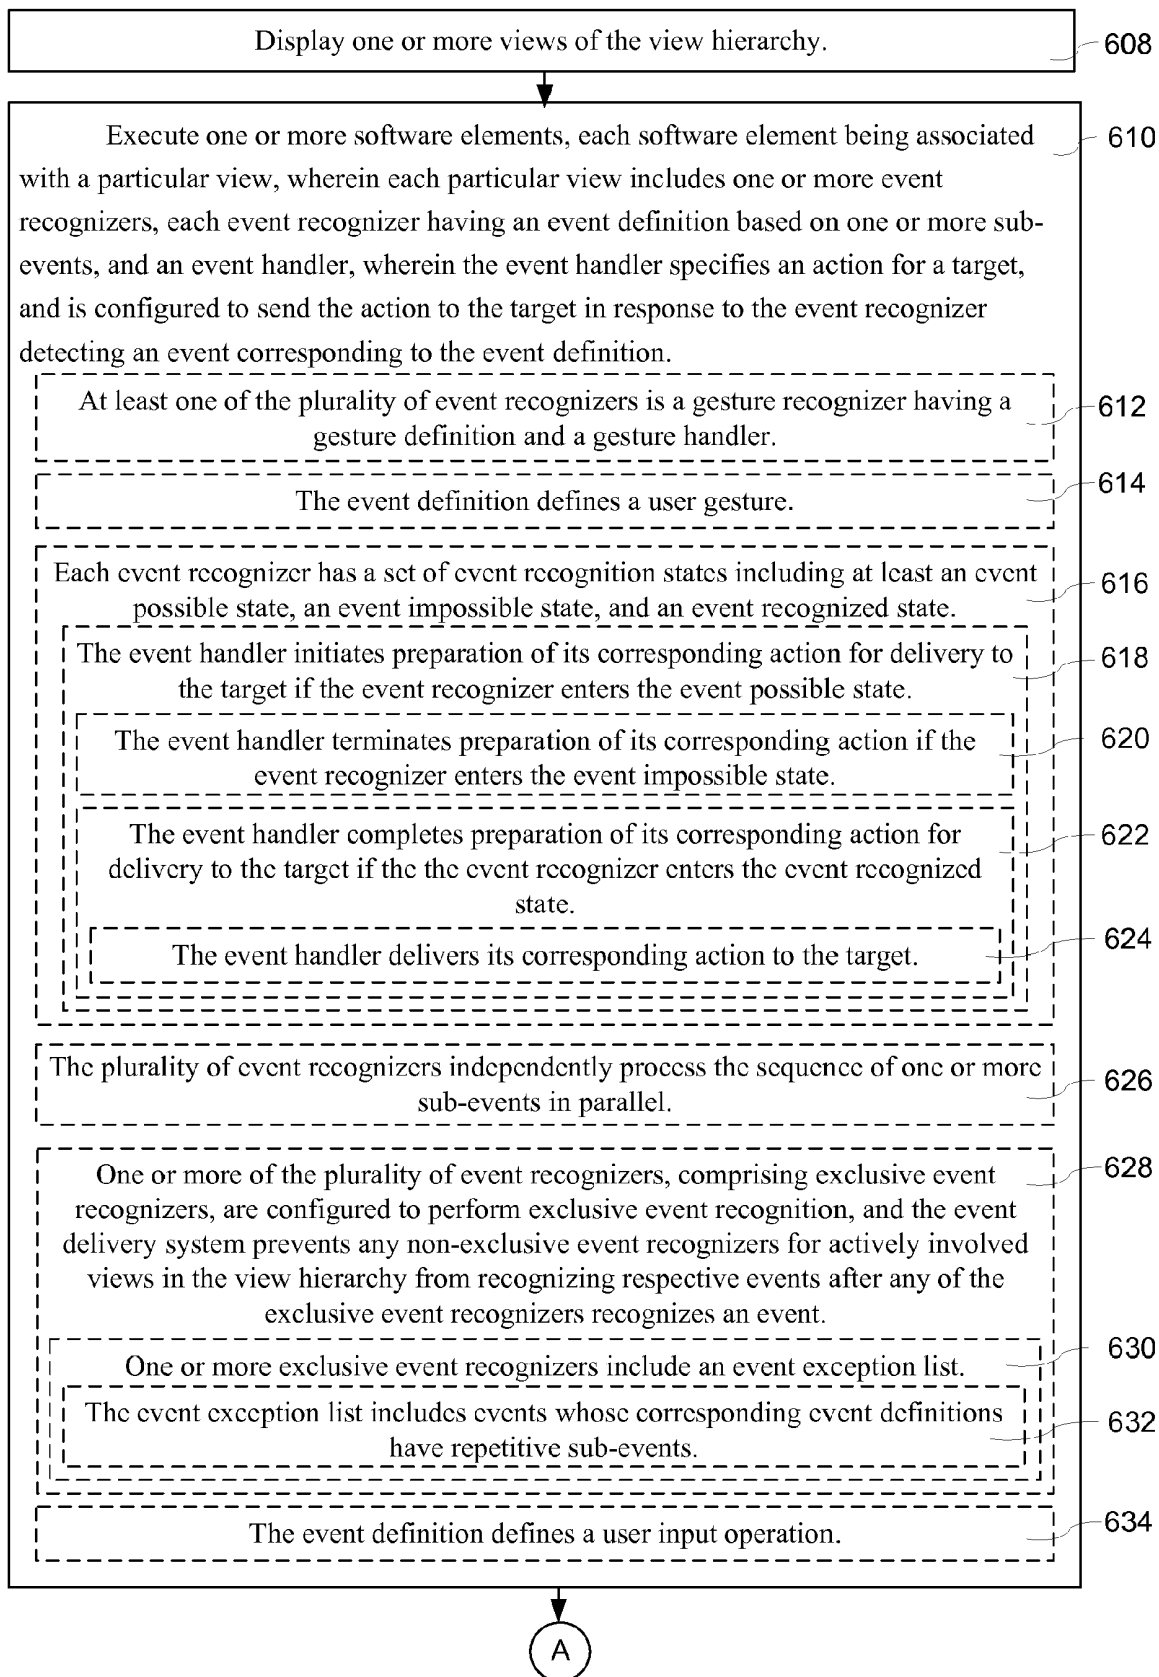 Display one or more views of the view hierarchy.
608
Execute one or more software elements, each software element being associated
610
with a particular view, wherein each particular view includes one or more event
recognizers, each event recognizer having an event definition based on one or more sub-
events, and an event handler, wherein the event handler specifies an action for a target,
and is configured to send the action to the target in response to the event recognizer
detecting an event corresponding to the event definition.
At least one of the plurality of event recognizers is a gesture recognizer having a
612
gesture definition and a gesture handler.
The event definition defines a user gesture.
614
Each event recognizer has a set of event recognition states including at least an event
616
possible state, an event impossible state, and an event recognized state.
The event handler initiates preparation of its corresponding action for delivery to
618
the target if the event recognizer enters the event possible state.
The event handler terminates preparation of its corresponding action if the
620
event recognizer enters the event impossible state.
The event handler completes preparation of its corresponding action for
622
delivery to the target if the the event recognizer enters the event recognized
state.
The event handler delivers its corresponding action to the target.
624
The plurality of event recognizers independently process the sequence of one or more
626
sub-events in parallel.
One or more of the plurality of event recognizers, comprising exclusive event
628
recognizers, are configured to perform exclusive event recognition, and the event
delivery system prevents any non-exclusive event recognizers for actively involved
views in the view hierarchy from recognizing respective events after any of the
exclusive event recognizers recognizes an event.
One or more exclusive event recognizers include an event exception list.
630
The event exception list includes events whose corresponding event definitions
632
have repetitive sub-events.
The event definition defines a user input operation.
634
A